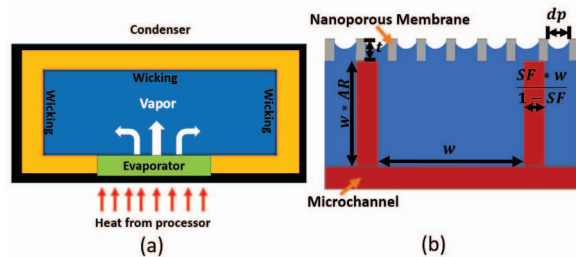 Condenser
Wicking
Wicking
Vapor
Wicking
Evaporator
Heat from processor
(a)
Nanoporous Membrane
dp
t
w * AR
SF * w
1 - SF
w
Microchannel
(b)